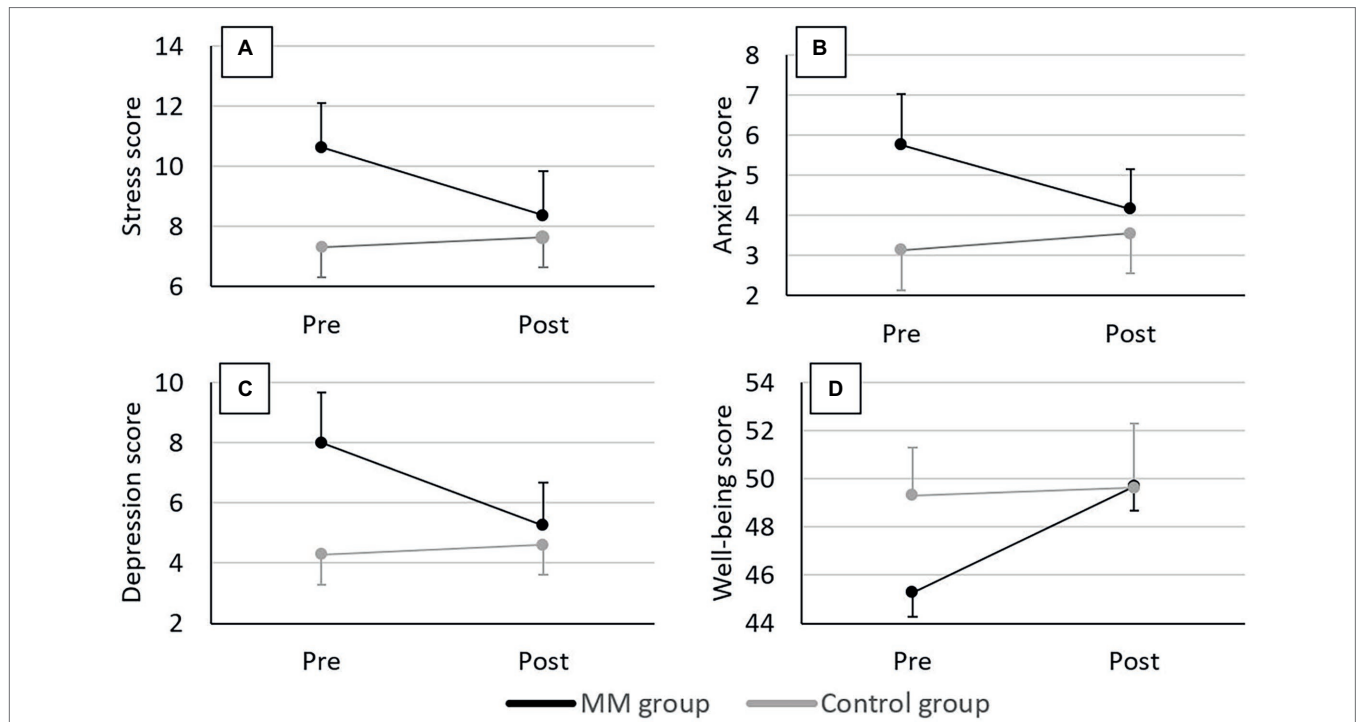 A
Stress score
14
12
10
8
6
Pre Post
B
Anxiety score
8
7
6
5
4
3
2
Pre Post
C
Depression score
10
8
6
4
2
Pre Post
D
Well-being score
54
52
50
48
46
44
Pre Post
MM group Control group